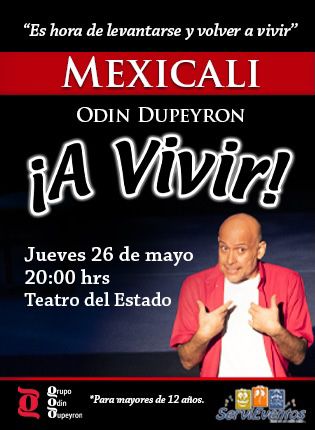 "Es hora de levantarse y volver a vivir"
MEXICALI
ODIN DUPEYRON
¡A Vivir!
Jueves 26 de mayo
20:00 hrs
Teatro del Estado
Grupo
Odin
Dupeyron
*Para mayores de 12 años.
ServiEventos